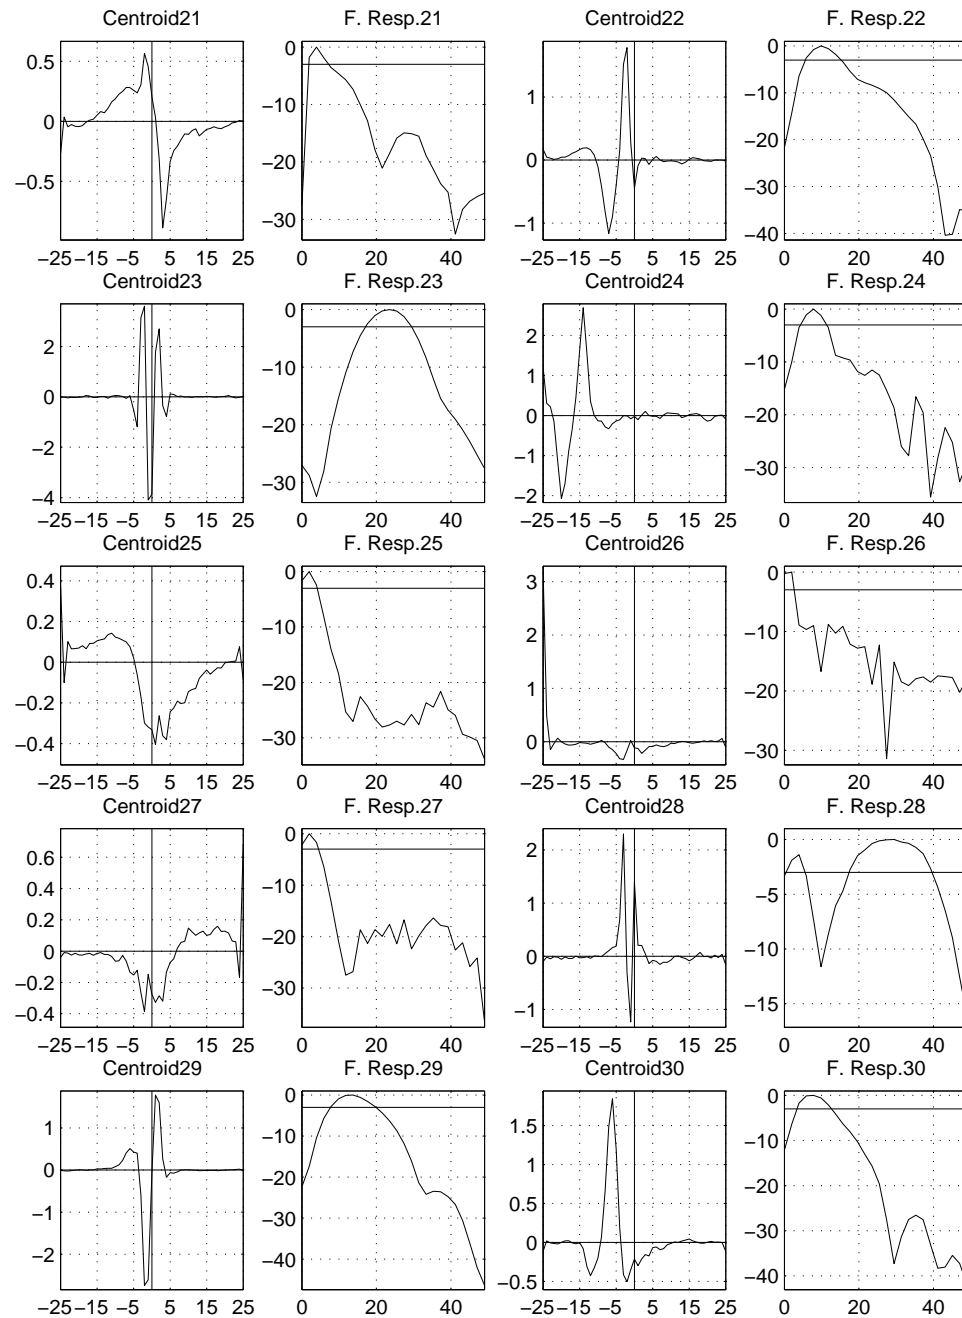 Centroid21 F. Resp.21 Centroid22 F. Resp.22
0.5 0 −0.5
0 −10 −20 −30
1 0 −1
0 −10 −20 −30 −40
−25 −15 −5 5 15 25 0 20 40 −25 −15 −5 5 15 25 0 20 40
Centroid23 F. Resp.23 Centroid24 F. Resp.24
2 0 −2 −4
0 −10 −20 −30
2 1 0 −1 −2
0 −10 −20 −30
−25 −15 −5 5 15 25 0 20 40 −25 −15 −5 5 15 25 0 20 40
Centroid25 F. Resp.25 Centroid26 F. Resp.26
0.4 0.2 0 −0.2 −0.4
0 −10 −20 −30
3 2 1 0
0 −10 −20 −30
−25 −15 −5 5 15 25 0 20 40 −25 −15 −5 5 15 25 0 20 40
Centroid27 F. Resp.27 Centroid28 F. Resp.28
0.6 0.4 0.2 0 −0.2 −0.4
0 −10 −20 −30
2 1 0 −1
0 −5 −10 −15
−25 −15 −5 5 15 25 0 20 40 −25 −15 −5 5 15 25 0 20 40
Centroid29 F. Resp.29 Centroid30 F. Resp.30
1 0 −1 −2
0 −10 −20 −30 −40
1.5 1 0.5 0 −0.5
0 −10 −20 −30 −40
−25 −15 −5 5 15 25 0 20 40 −25 −15 −5 5 15 25 0 20 40